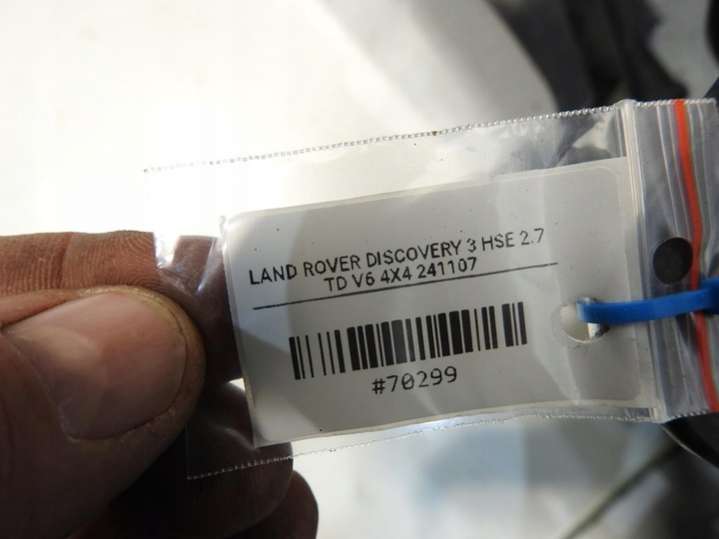 LAND ROVER DISCOVERY 3 HSE 2.7
TD V6 4X4 241107
#70299